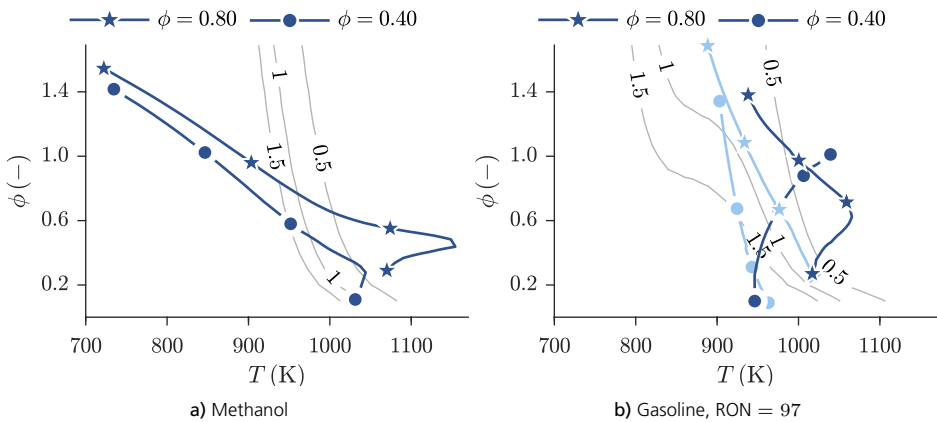 ϕ = 0.80
ϕ = 0.40
ϕ = 0.80
ϕ = 0.40
1.4
1.0
0.6
0.2
ϕ (−)
1
1.5
0.5
1
700
800
900
1000
1100
T (K)
a) Methanol
1.4
1.0
0.6
0.2
ϕ (−)
1.5
1
0.5
1.5
1
0.5
700
800
900
1000
1100
T (K)
b) Gasoline, RON = 97